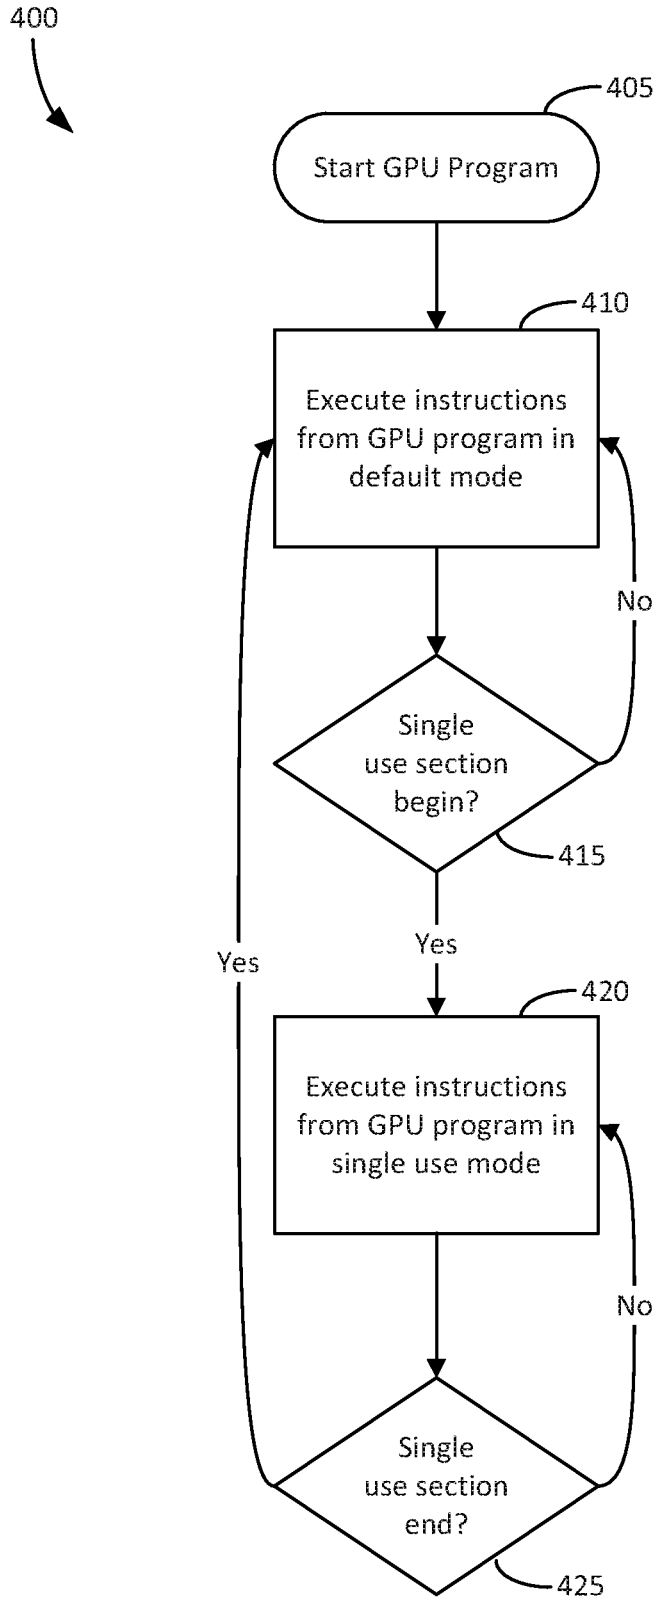 400
405
Start GPU Program
410
Execute instructions
from GPU program in
default mode
No
Single
use section
begin?
415
Yes
Yes
420
Execute instructions
from GPU program in
single use mode
No
Single
use section
end?
425